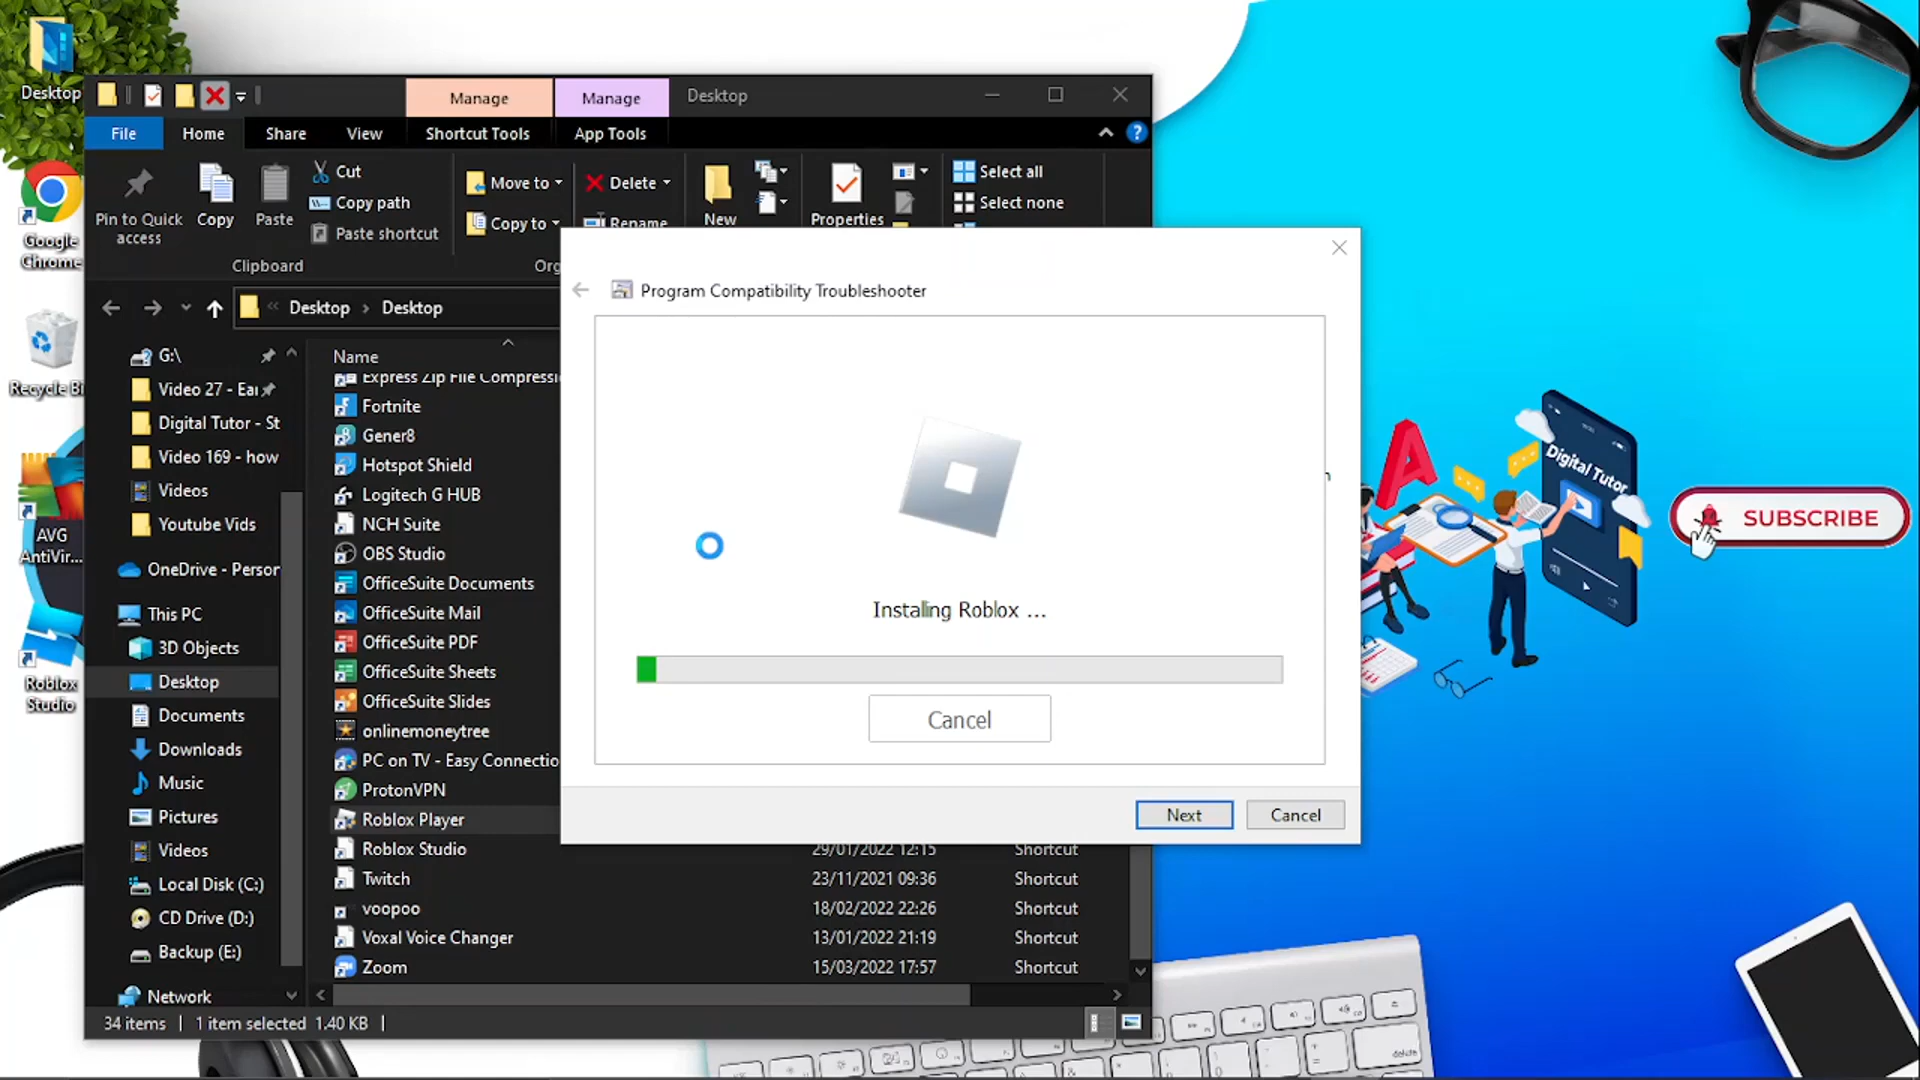 Desktop
Google
Chrome
Recycle Bi
AVG
AntiVir...
Roblox
Studio
Manage
Manage
Desktop
File
Home
Share
View
Shortcut Tools
App Tools
?
Pin to Quick
access
Copy
Paste
Cut
Copy path
Paste shortcut
Clipboard
Move to
Copy to
Delete
Rename
Org
New
Properties
Select all
Select none
Desktop
Desktop
G:\
Video 27 - Ear
Digital Tutor - St
Video 169 - how
Videos
Youtube Vids
OneDrive - Person
This PC
3D Objects
Desktop
Documents
Downloads
Music
Pictures
Videos
Local Disk (C:)
CD Drive (D:)
Backup (E:)
Network
Name
Express Zip File Compressi
Fortnite
Gener8
Hotspot Shield
Logitech G HUB
NCH Suite
OBS Studio
OfficeSuite Documents
OfficeSuite Mail
OfficeSuite PDF
OfficeSuite Sheets
OfficeSuite Slides
onlinemoneytree
PC on TV - Easy Connectio
ProtonVPN
Roblox Player
Roblox Studio 29/01/2022 12:15 Shortcut
Twitch 23/11/2021 09:36 Shortcut
voopoo 18/02/2022 22:26 Shortcut
Voxal Voice Changer 13/01/2022 21:19 Shortcut
Zoom 15/03/2022 17:57 Shortcut
34 items 1 item selected 1.40 KB
Program Compatibility Troubleshooter
Installing Roblox ...
Cancel
Next
Cancel
A
Digital Tutor
SUBSCRIBE
delete